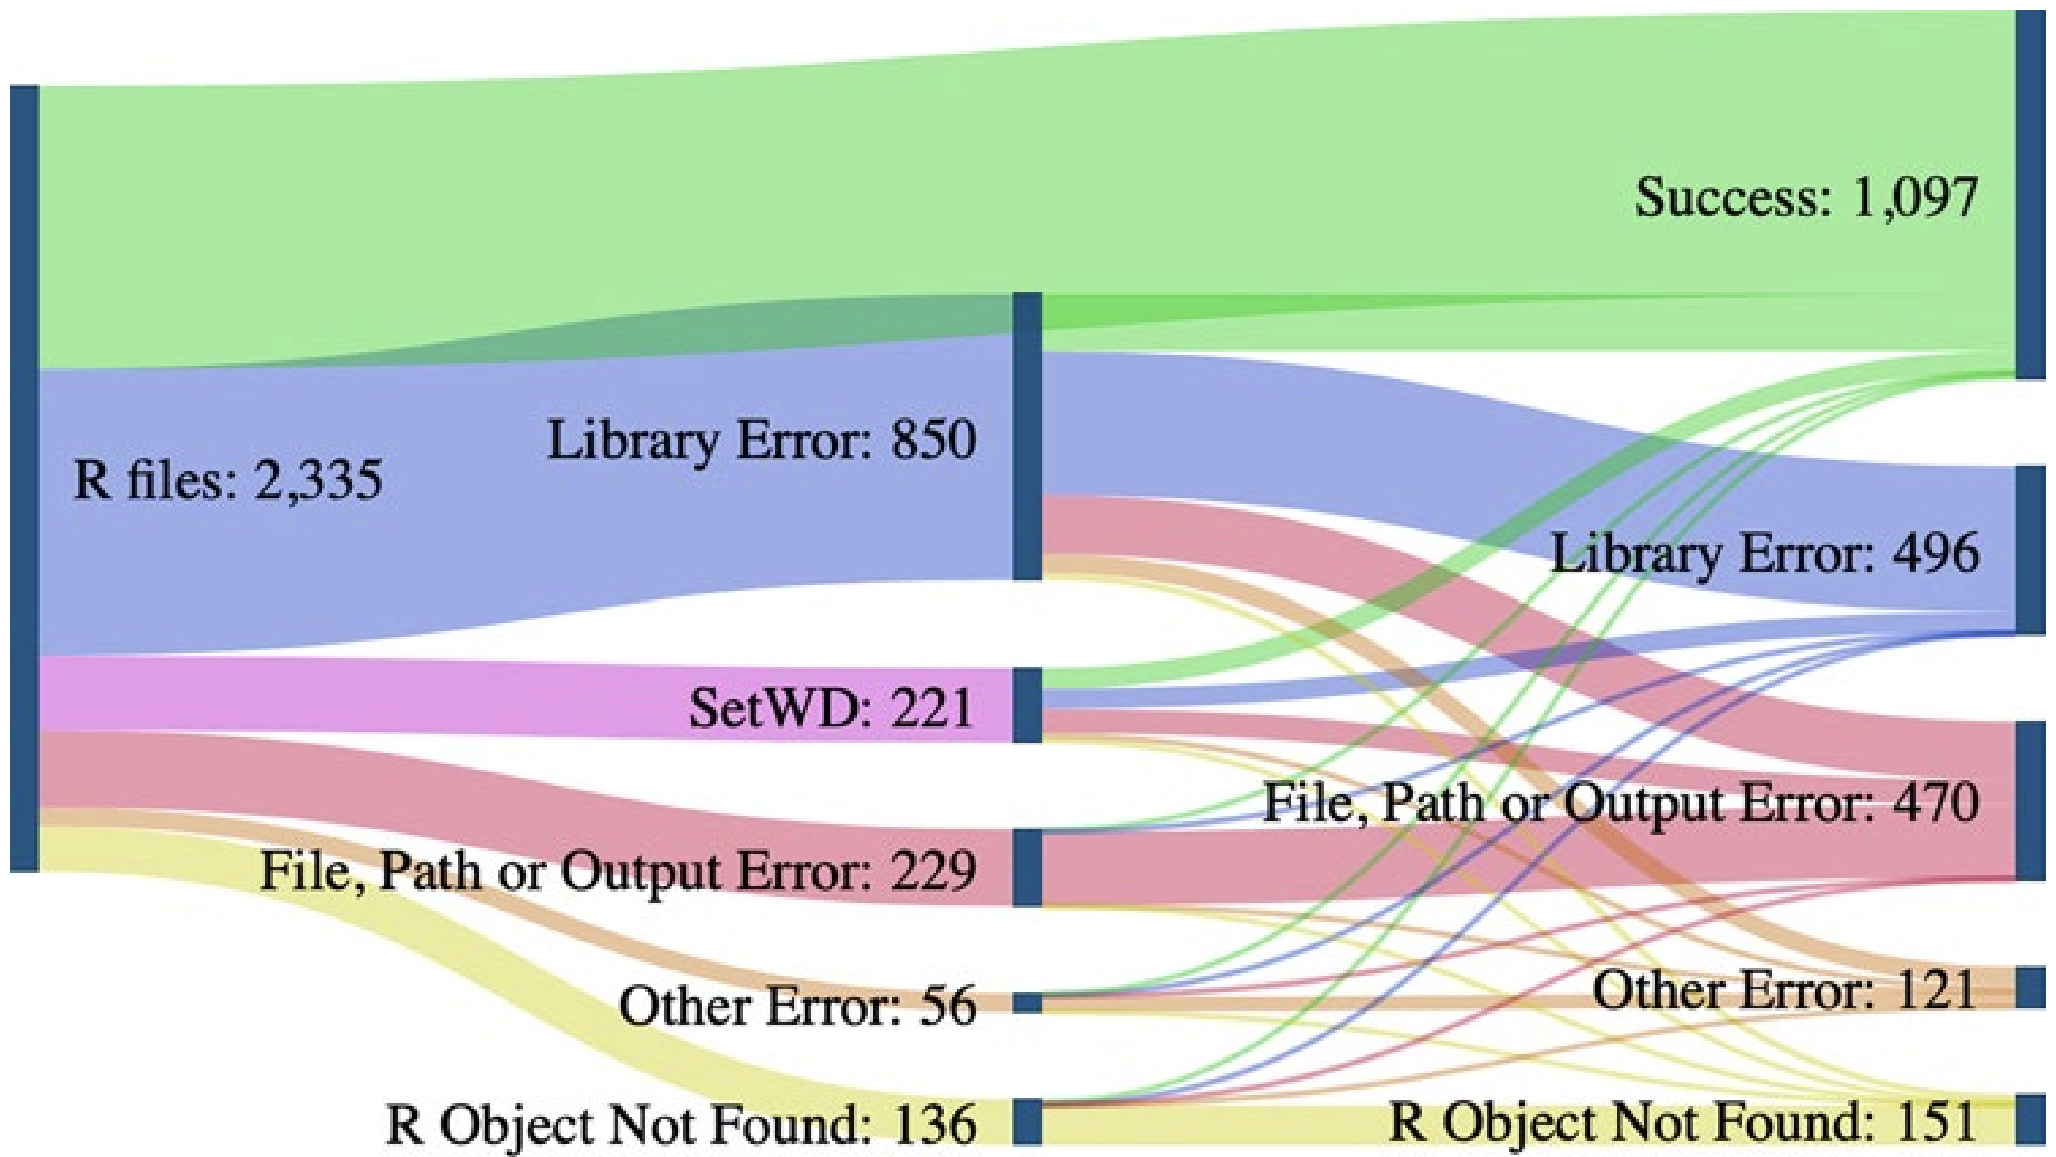 R files: 2,335
Library Error: 850
SetWD: 221
File, Path or Output Error: 229
Other Error: 56
R Object Not Found: 136
Success: 1,097
Library Error: 496
File, Path or Output Error: 470
Other Error: 121
R Object Not Found: 151